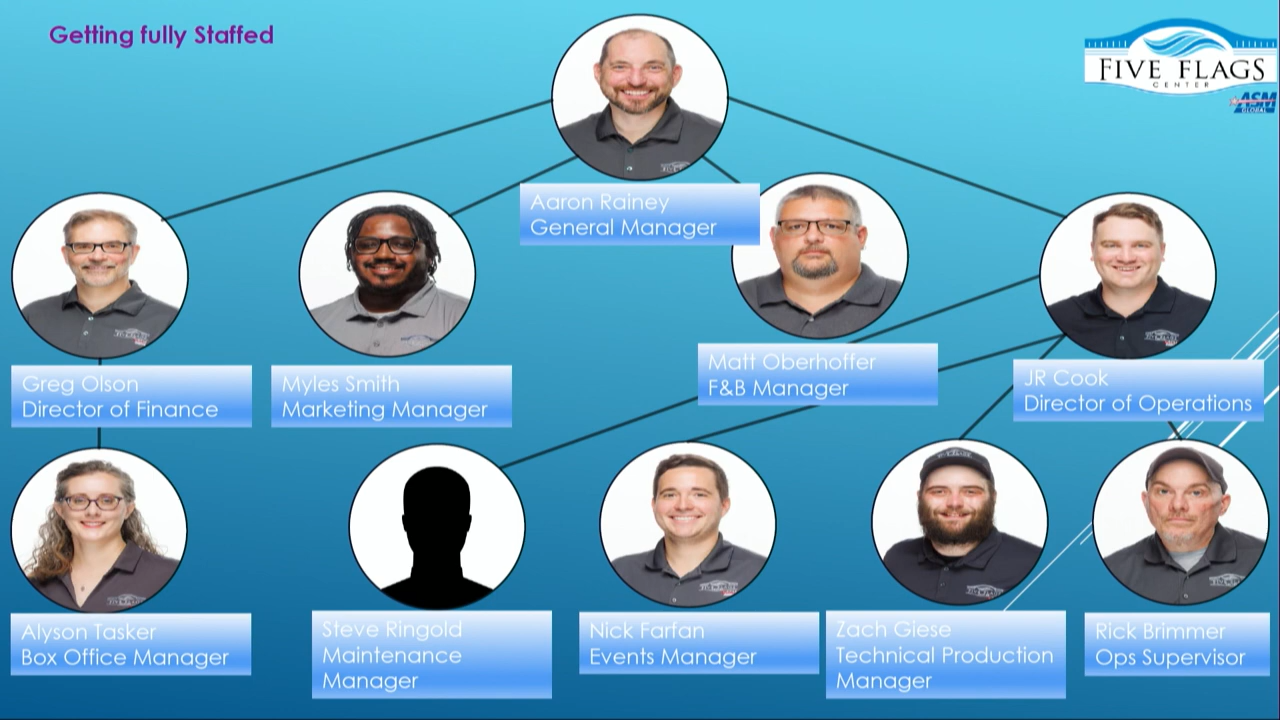 Getting fully Staffed
FIVE FLAGS
CENTER
ASM
GLOBAL
Aaron Rainey
General Manager
Greg Olson
Director of Finance
Myles Smith
Marketing Manager
Matt Oberhoffer
F&B Manager
JR Cook
Director of Operations
Alyson Tasker
Box Office Manager
Steve Ringold
Maintenance
Manager
Nick Farfan
Events Manager
Zach Giese
Technical Production
Manager
Rick Brimmer
Ops Supervisor